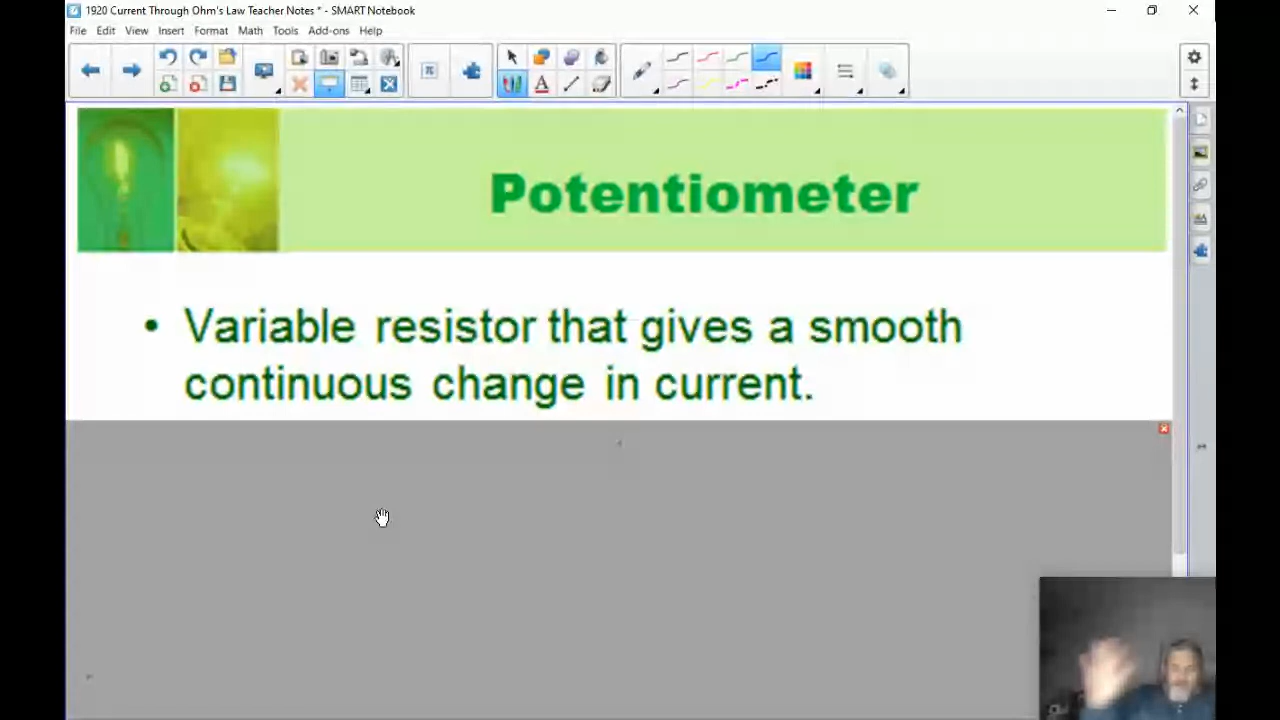 1920 Current Through Ohm's Law Teacher Notes * - SMART Notebook
File Edit View Insert Format Math Tools Add-ons Help
Potentiometer
• Variable resistor that gives a smooth
continuous change in current.